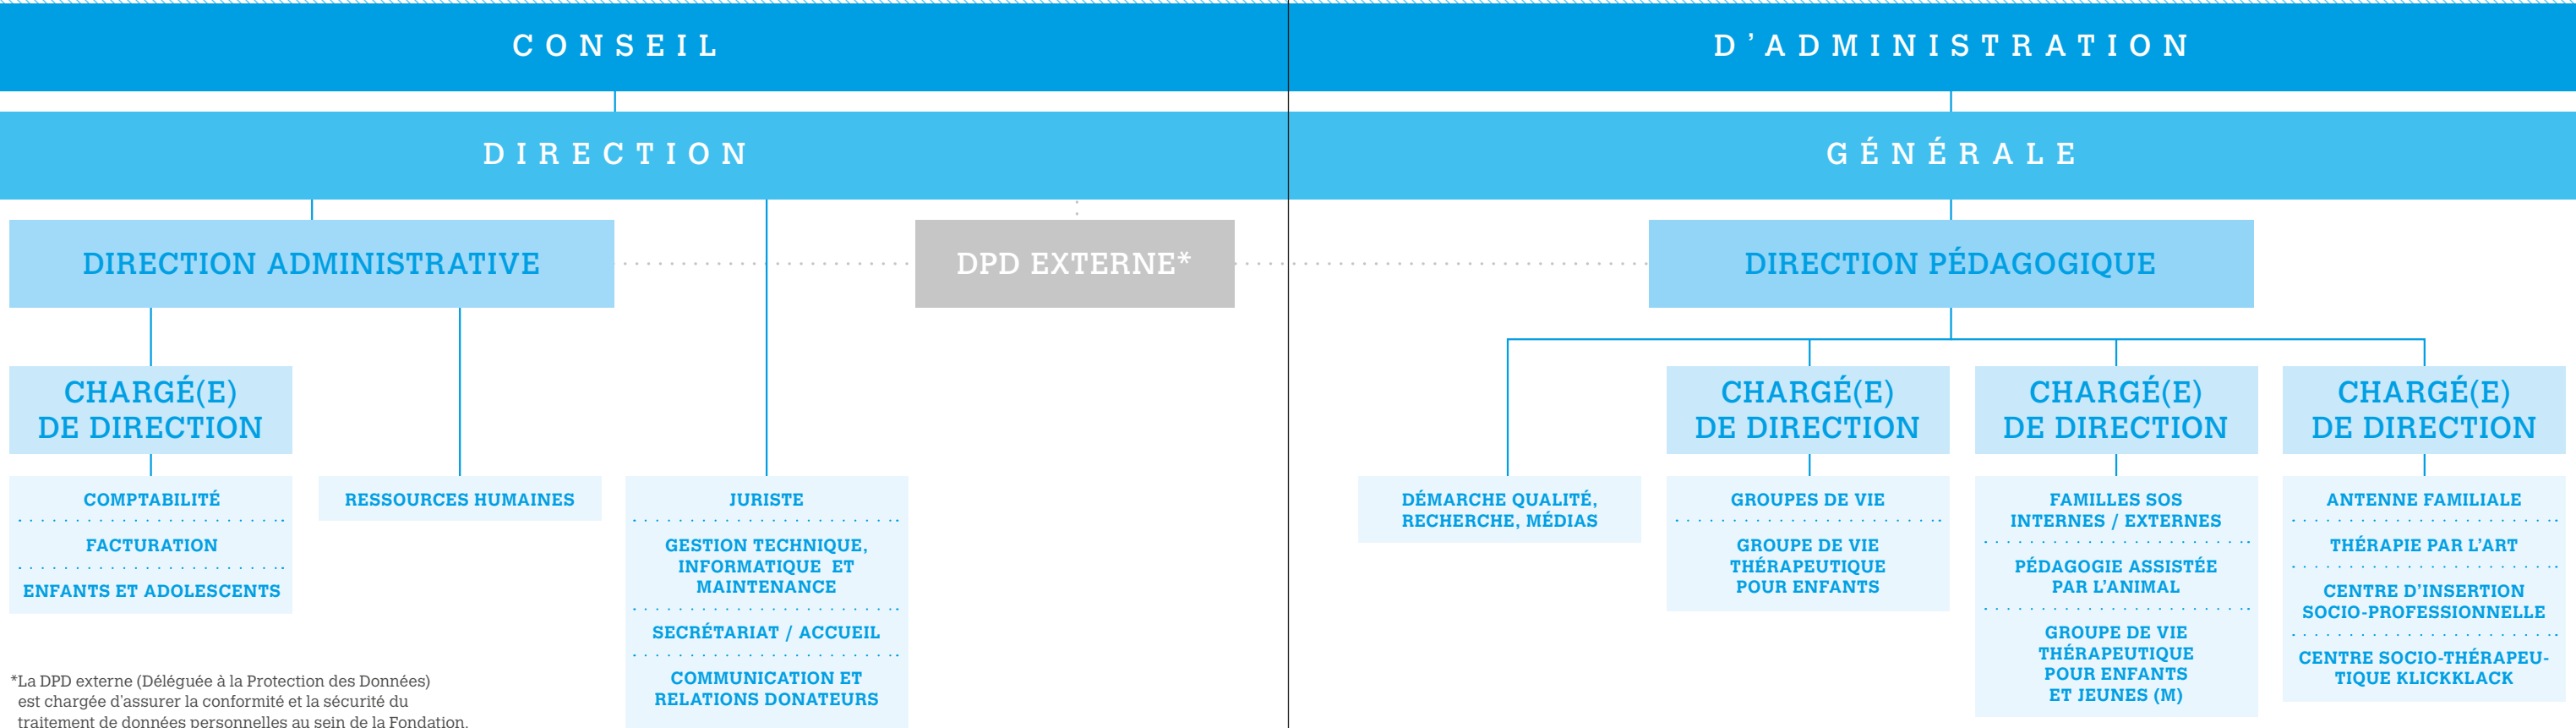 CONSEIL D’ADMINISTRATION
DIRECTION GÉNÉRALE
DIRECTION ADMINISTRATIVE
DPD EXTERNE*
DIRECTION PÉDAGOGIQUE
CHARGÉ(E)
DE DIRECTION
COMPTABILITÉ
FACTURATION
ENFANTS ET ADOLESCENTS
RESSOURCES HUMAINES
JURISTE
GESTION TECHNIQUE,
INFORMATIQUE ET
MAINTENANCE
SECRÉTARIAT / ACCUEIL
COMMUNICATION ET
RELATIONS DONATEURS
DÉMARCHE QUALITÉ,
RECHERCHE, MÉDIAS
CHARGÉ(E)
DE DIRECTION
GROUPES DE VIE
GROUPE DE VIE
THÉRAPEUTIQUE
POUR ENFANTS
CHARGÉ(E)
DE DIRECTION
FAMILLES SOS
INTERNES / EXTERNES
PÉDAGOGIE ASSISTÉE
PAR L’ANIMAL
GROUPE DE VIE
THÉRAPEUTIQUE
POUR ENFANTS
ET JEUNES (M)
CHARGÉ(E)
DE DIRECTION
ANTENNE FAMILIALE
THÉRAPIE PAR L’ART
CENTRE D’INSERTION
SOCIO-PROFESSIONNELLE
CENTRE SOCIO-THÉRAPEU-
TIQUE KLICKKLACK
*La DPD externe (Déléguée à la Protection des Données)
est chargée d’assurer la conformité et la sécurité du
traitement de données personnelles au sein de la Fondation.